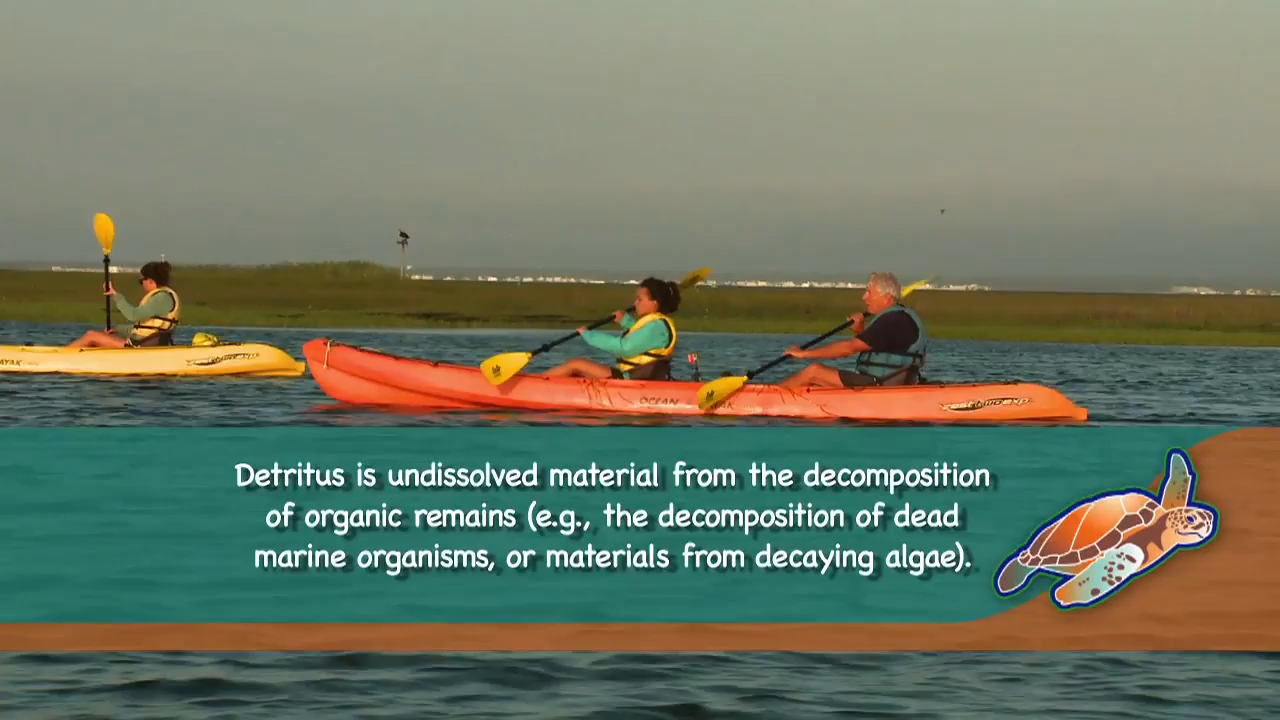 OCEAN
Detritus is undissolved material from the decomposition
of organic remains (e.g., the decomposition of dead
marine organisms, or materials from decaying algae).